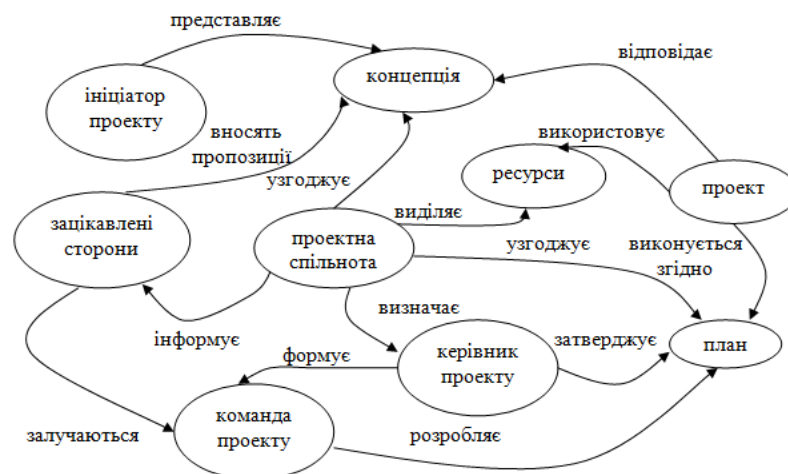 представляє
концепція
відповідає
ініціатор
проекту
вносять
пропозиції
використовує
узгоджує
ресурси
проект
зацікавлені
сторони
проектна
спільнота
виділяє
узгоджує
виконується
згідно
інформує
визначає
формує
керівник
проекту
затверджує
план
залучаються
команда
проекту
розробляє